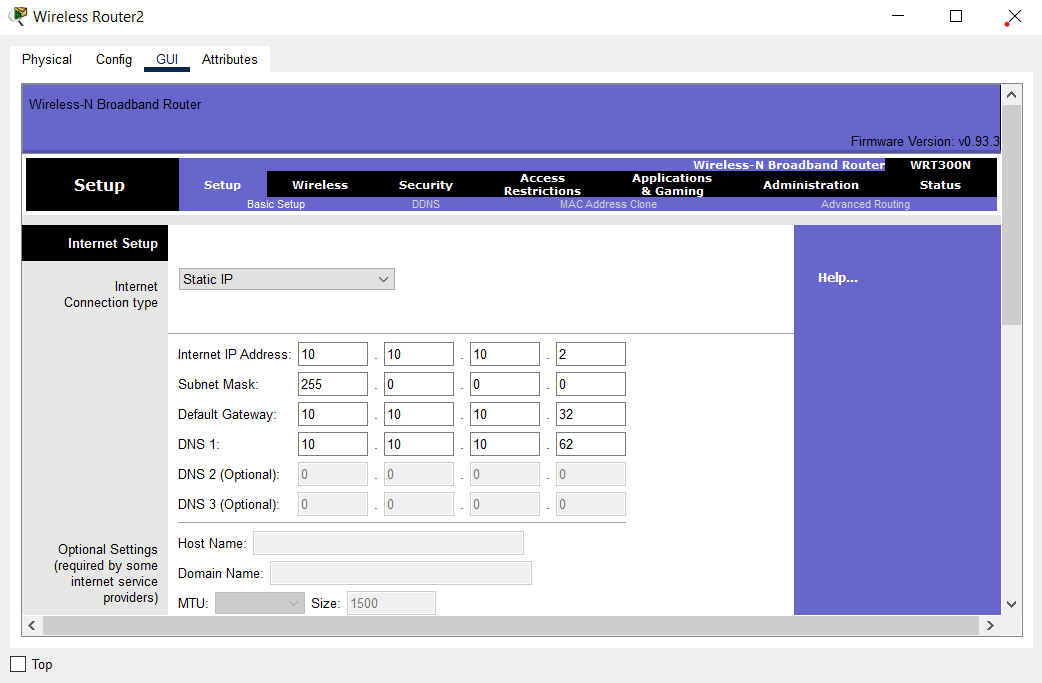 Wireless Router2
Physical Config GUI Attributes
Wireless-N Broadband Router
Firmware Version: v0.93.3
Wireless-N Broadband Router WRT300N
Setup
Setup Wireless Security Access Restrictions Applications & Gaming Administration Status
Basic Setup DDNS MAC Address Clone Advanced Routing
Internet Setup
Internet
Connection type
Static IP
Help...
Internet IP Address: 10 . 10 . 10 . 2
Subnet Mask: 255 . 0 . 0 . 0
Default Gateway: 10 . 10 . 10 . 32
DNS 1: 10 . 10 . 10 . 62
DNS 2 (Optional): 0 . 0 . 0 . 0
DNS 3 (Optional): 0 . 0 . 0 . 0
Optional Settings
(required by some
internet service
providers)
Host Name:
Domain Name:
MTU: Size: 1500
Top